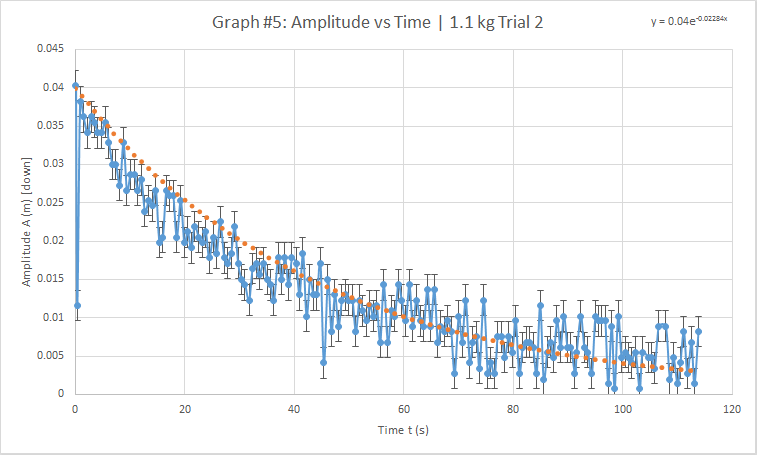 Graph #5: Amplitude vs Time | 1.1 kg Trial 2
y = 0.04e^-0.02284x
Amplitude A (m) [down]
0.045
0.04
0.035
0.03
0.025
0.02
0.015
0.01
0.005
0
0 20 40 60 80 100 120
Time t (s)